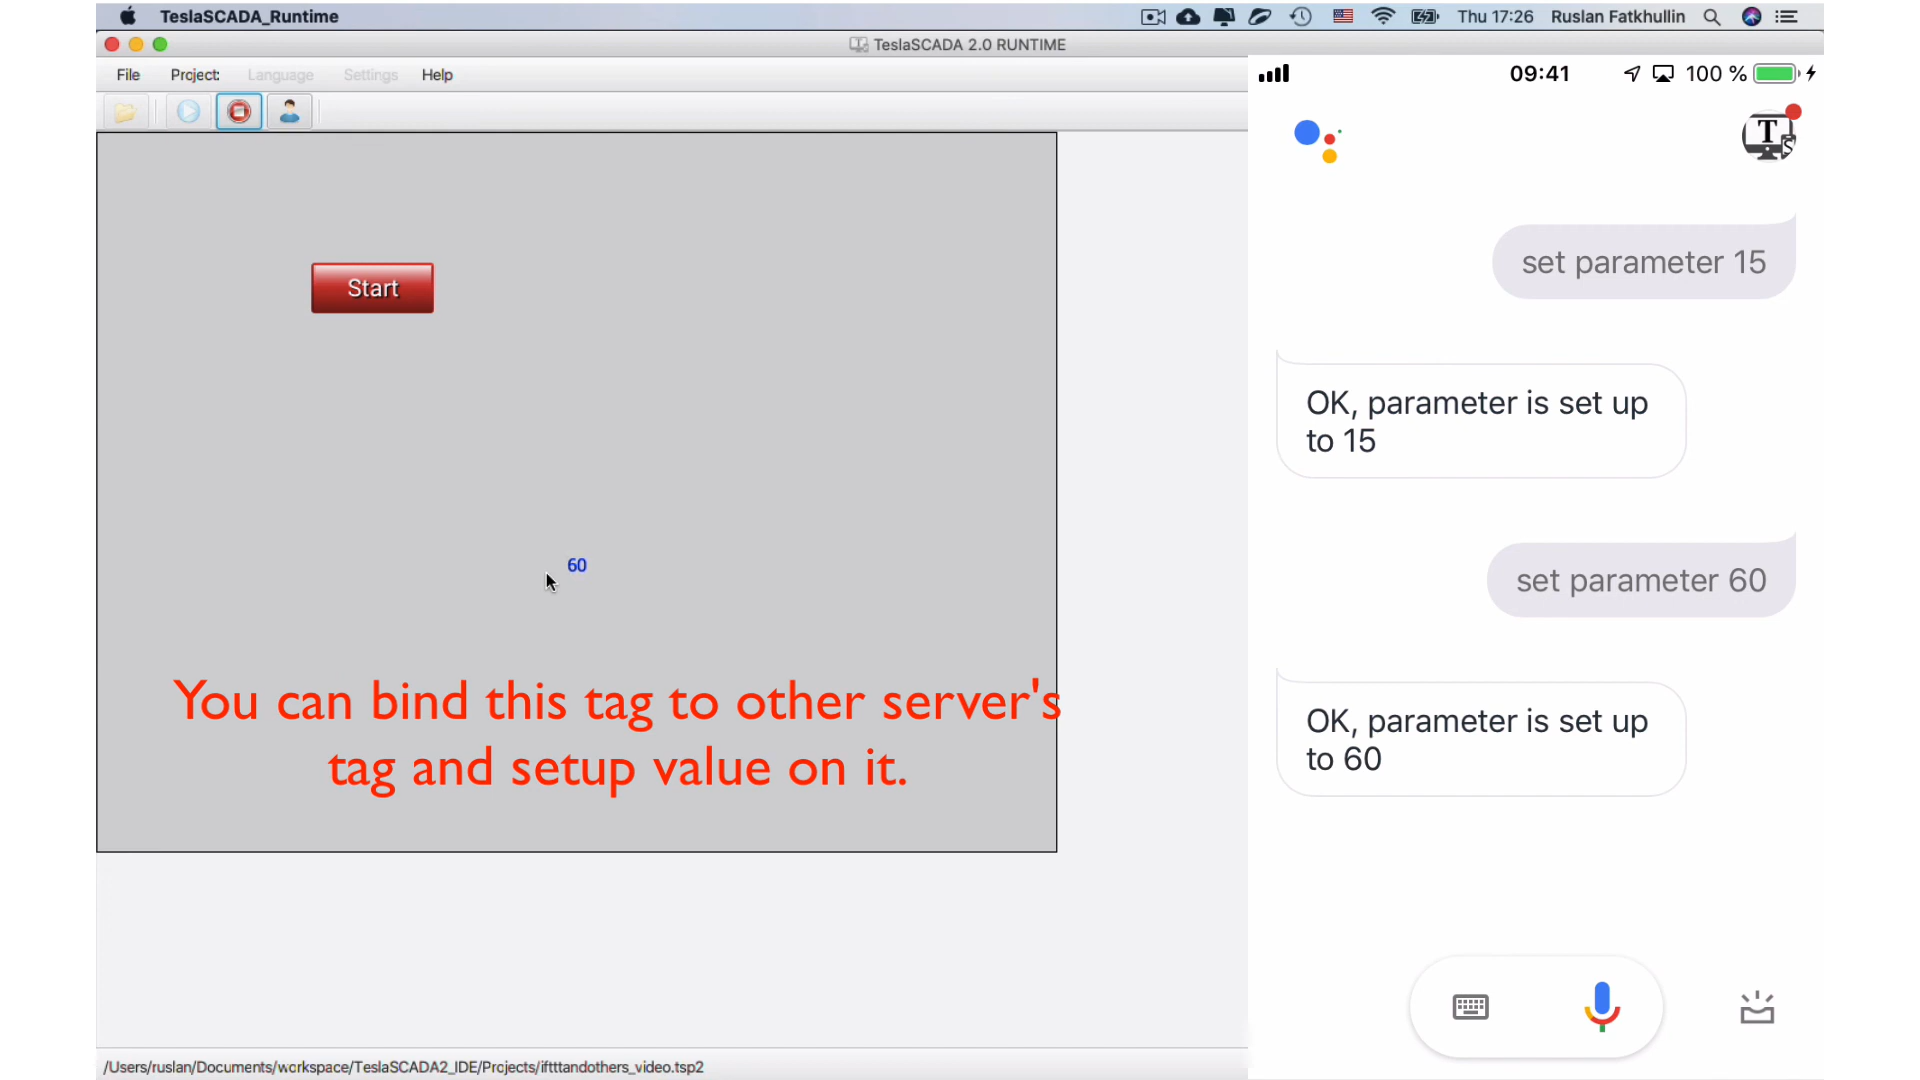 TeslaSCADA_Runtime
Thu 17:26 Ruslan Fatkhullin
TeslaSCADA 2.0 RUNTIME
File Project: Language Settings Help
09:41 100 %
T
S
set parameter 15
Start
OK, parameter is set up
to 15
60
set parameter 60
You can bind this tag to other server's
tag and setup value on it.
OK, parameter is set up
to 60
/Users/ruslan/Documents/workspace/TeslaSCADA2_IDE/Projects/iftttandothers_video.tsp2